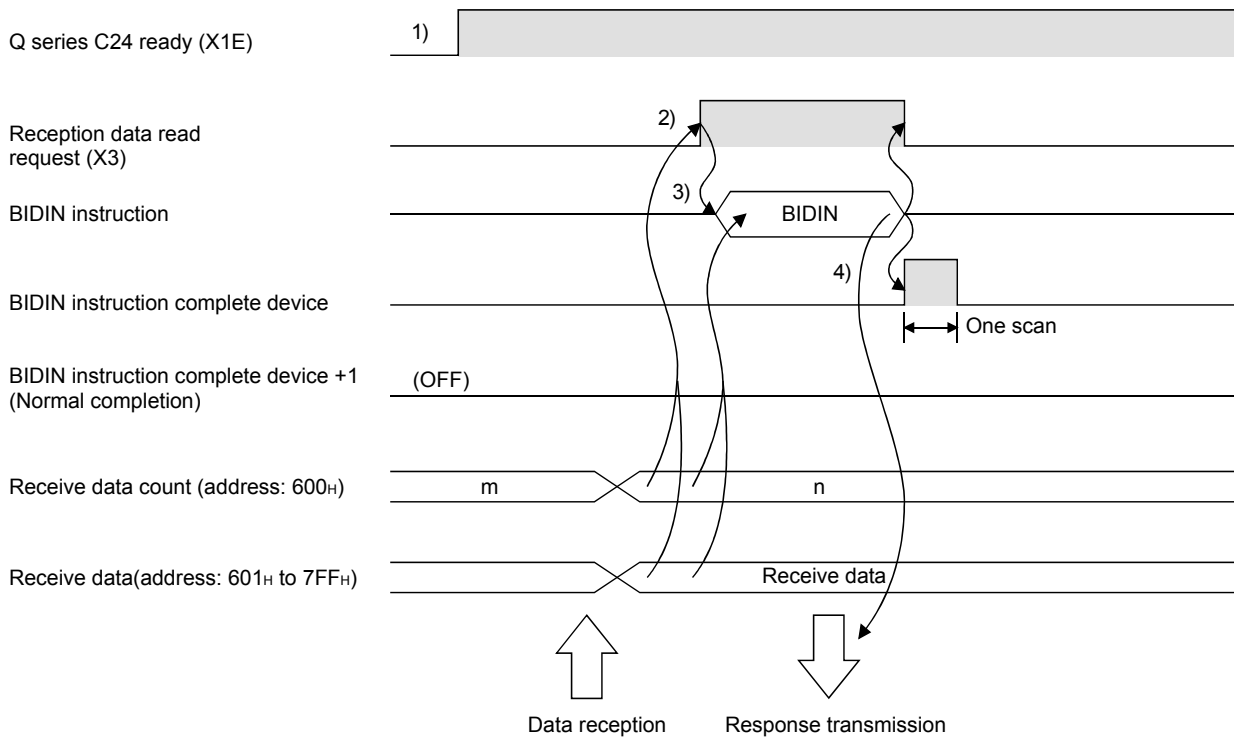 Q series C24 ready (X1E)
1)
Reception data read
request (X3)
2)
BIDIN instruction
3)
BIDIN
4)
BIDIN instruction complete device
One scan
BIDIN instruction complete device +1
(Normal completion)
(OFF)
Receive data count (address: 600H)
m
n
Receive data(address: 601H to 7FFH)
Receive data
Data reception
Response transmission